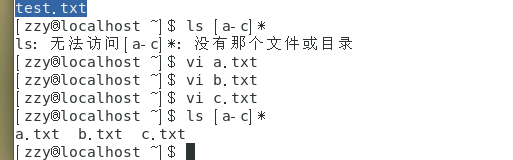 test.txt
[zzy@localhost ~]$ ls [a-c]*
ls: 无法访问[a-c]*: 没有那个文件或目录
[zzy@localhost ~]$ vi a.txt
[zzy@localhost ~]$ vi b.txt
[zzy@localhost ~]$ vi c.txt
[zzy@localhost ~]$ ls [a-c]*
a.txt  b.txt  c.txt
[zzy@localhost ~]$